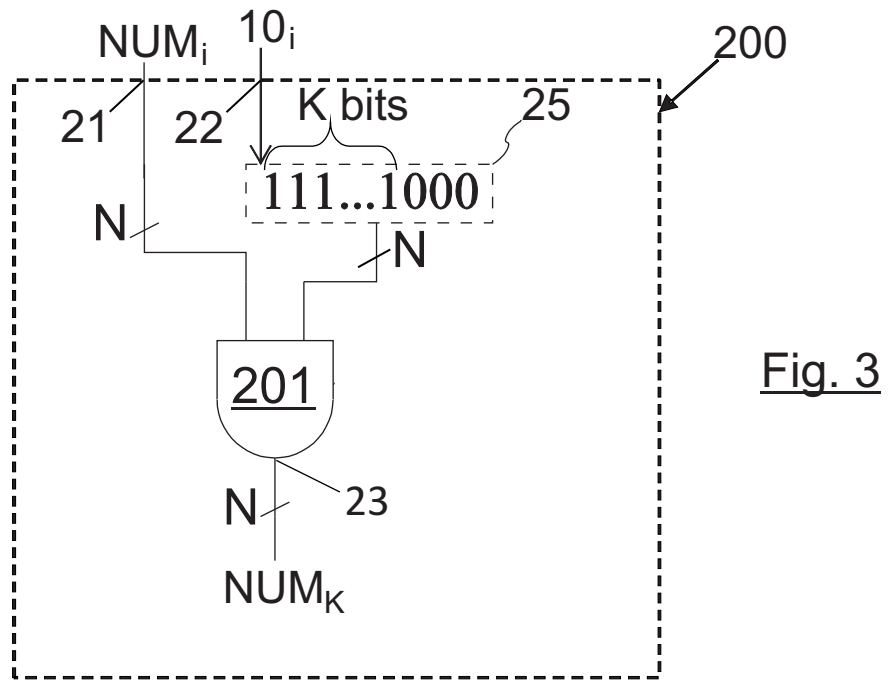 NUMi 10i 200
21 22 K bits 25
111...1000
N N
201 Fig. 3
N 23
NUMK